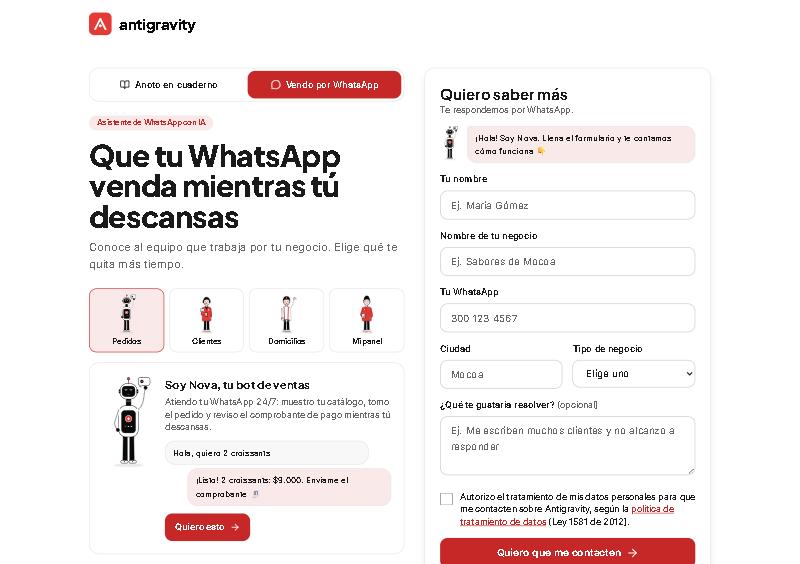 antigravity
Anoto en cuaderno
Vendo por WhatsApp
Asistente de WhatsApp con IA
Que tu WhatsApp
venda mientras tú
descansas
Conoce al equipo que trabaja por tu negocio. Elige qué te
quita más tiempo.
Pedidos
Clientes
Domicilios
Mi panel
Soy Nova, tu bot de ventas
Atiendo tu WhatsApp 24/7: muestro tu catálogo, tomo
el pedido y reviso el comprobante de pago mientras tú
descansas.
Hola, quiero 2 croissants
¡Listo! 2 croissants: $9.000. Envíame el
comprobante
Quiero esto →
Quiero saber más
Te respondemos por WhatsApp.
¡Hola! Soy Nova. Llena el formulario y te contamos
cómo funciona 👇
Tu nombre
Ej. María Gómez
Nombre de tu negocio
Ej. Sabores de Mocoa
Tu WhatsApp
300 123 4567
Ciudad
Tipo de negocio
Mocoa
Elige uno
¿Qué te gustaría resolver? (opcional)
Ej. Me escriben muchos clientes y no alcanzo a
responder
Autorizo el tratamiento de mis datos personales para que
me contacten sobre Antigravity, según la política de
tratamiento de datos (Ley 1581 de 2012).
Quiero que me contacten →